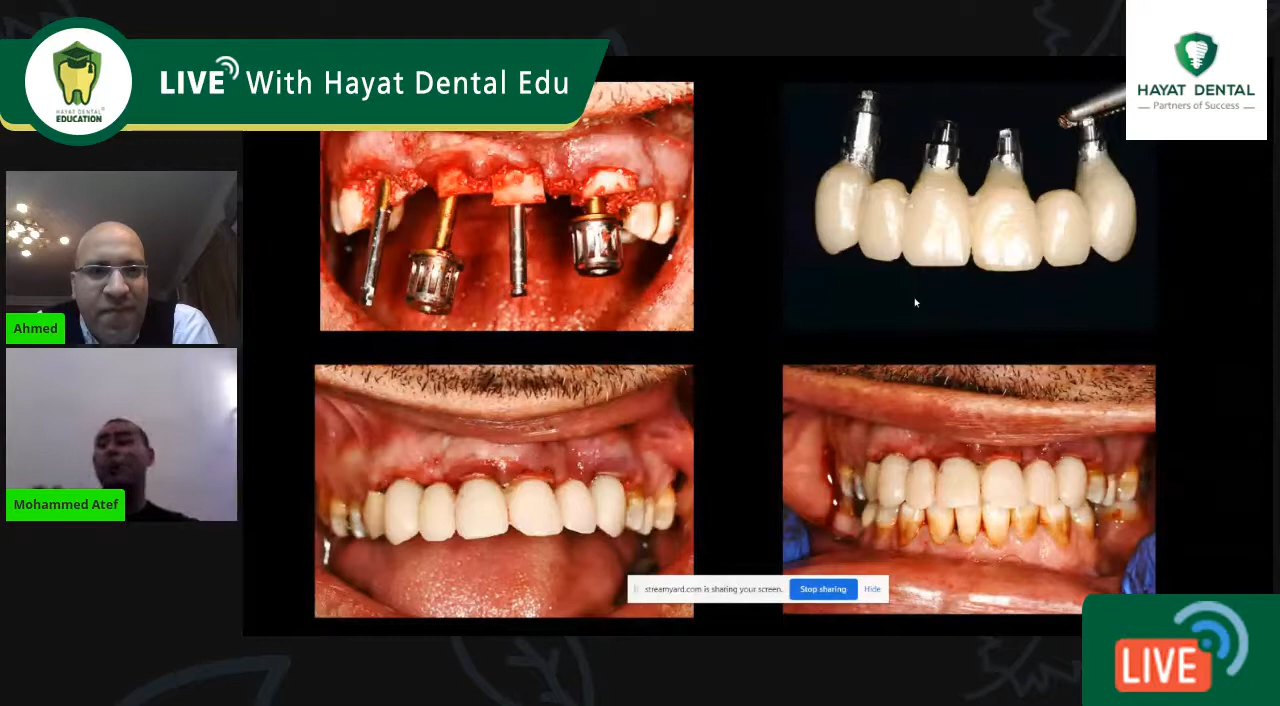 LIVE With Hayat Dental Edu
HAYAT DENTAL
EDUCATION
HAYAT DENTAL
Partners of Success
Ahmed
Mohammed Atef
streamyard.com is sharing your screen.
Stop sharing
Hide
LIVE